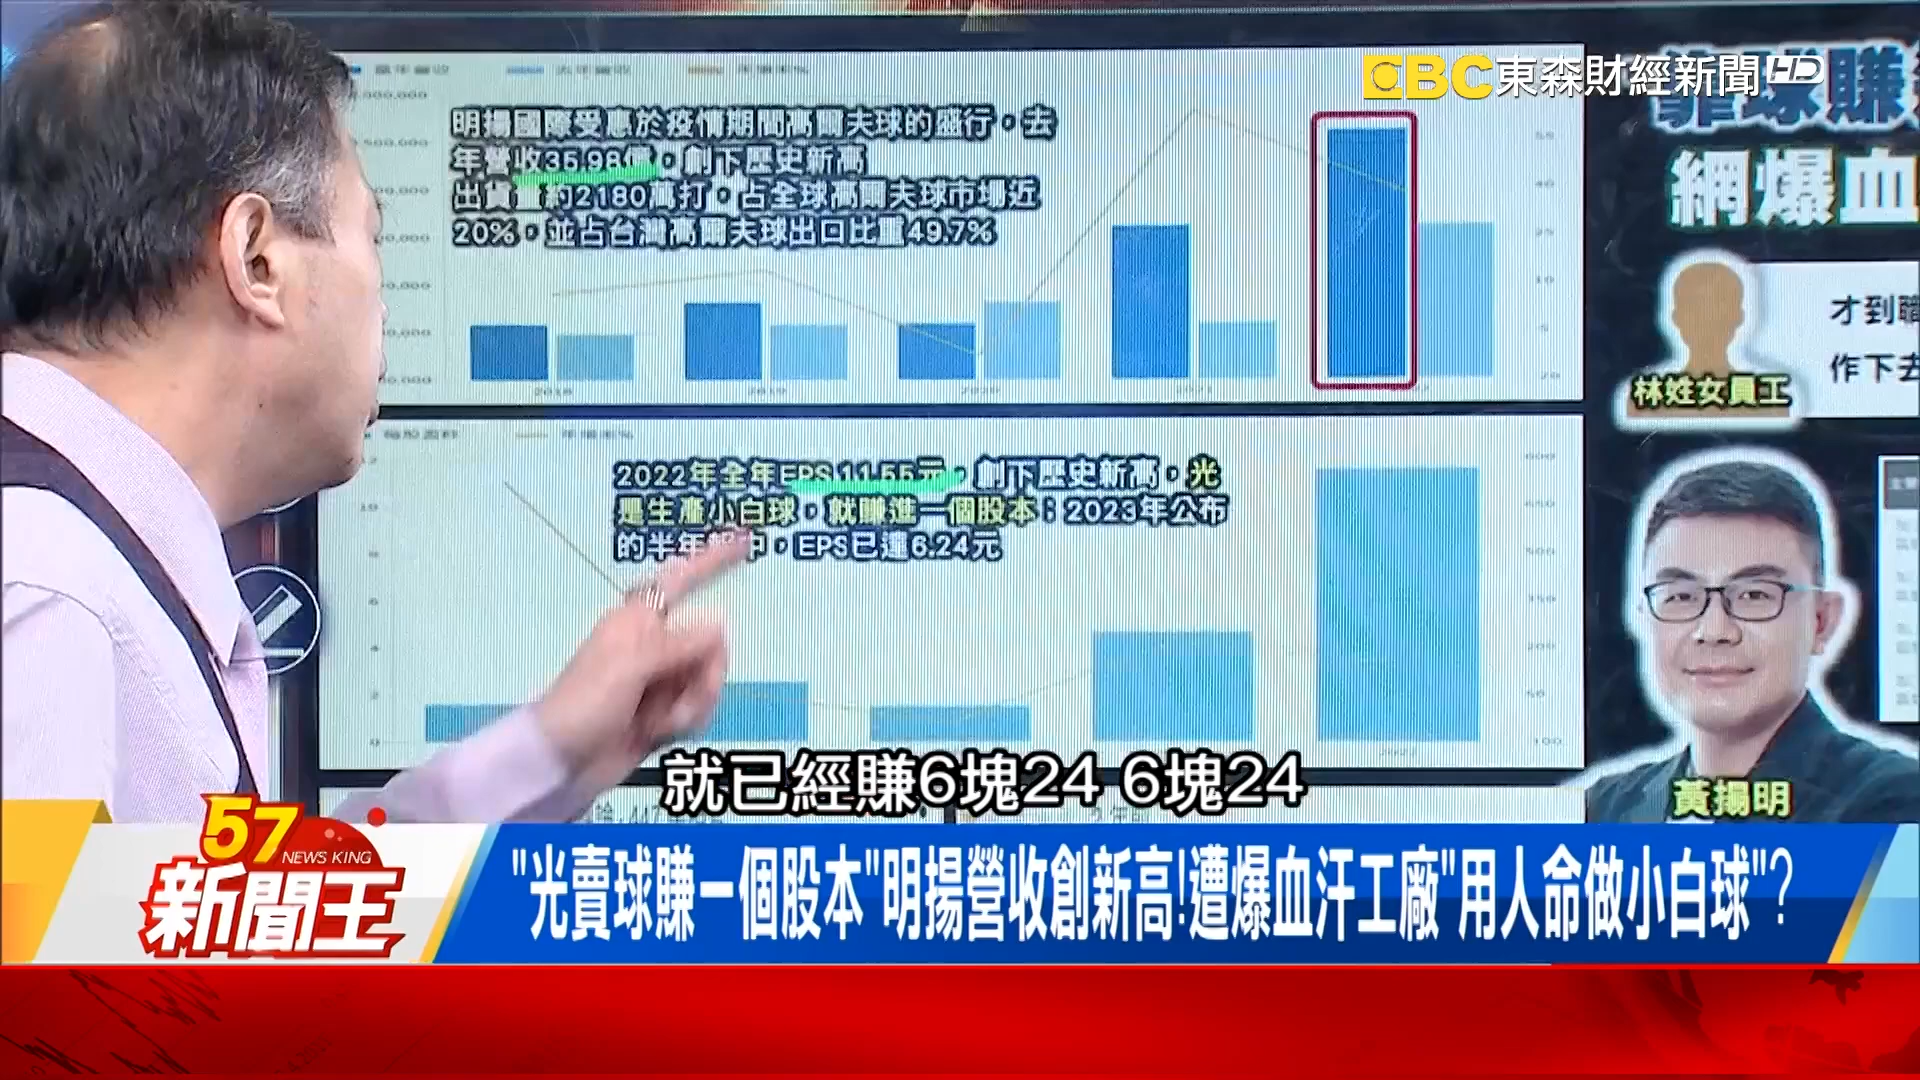 EBC東森財經新聞HD
靠球賺
網爆血
明揚國際受惠於疫情期間高爾夫球的盛行，去
年營收35.98億，創下歷史新高
出貨量約2180萬打，占全球高爾夫球市場近
20%，並占台灣高爾夫球出口比重49.7%
2018
2019
2020
2021
才到職
作下去
林姓女員工
2022年全年EPS 11.55元，創下歷史新高，光
是生產小白球，就賺進一個股本；2023年公布
的半年報中，EPS已達6.24元
2022
黃揚明
就已經賺6塊24 6塊24
57
NEWS KING
新聞王
"光賣球賺一個股本"明揚營收創新高!遭爆血汗工廠"用人命做小白球"?